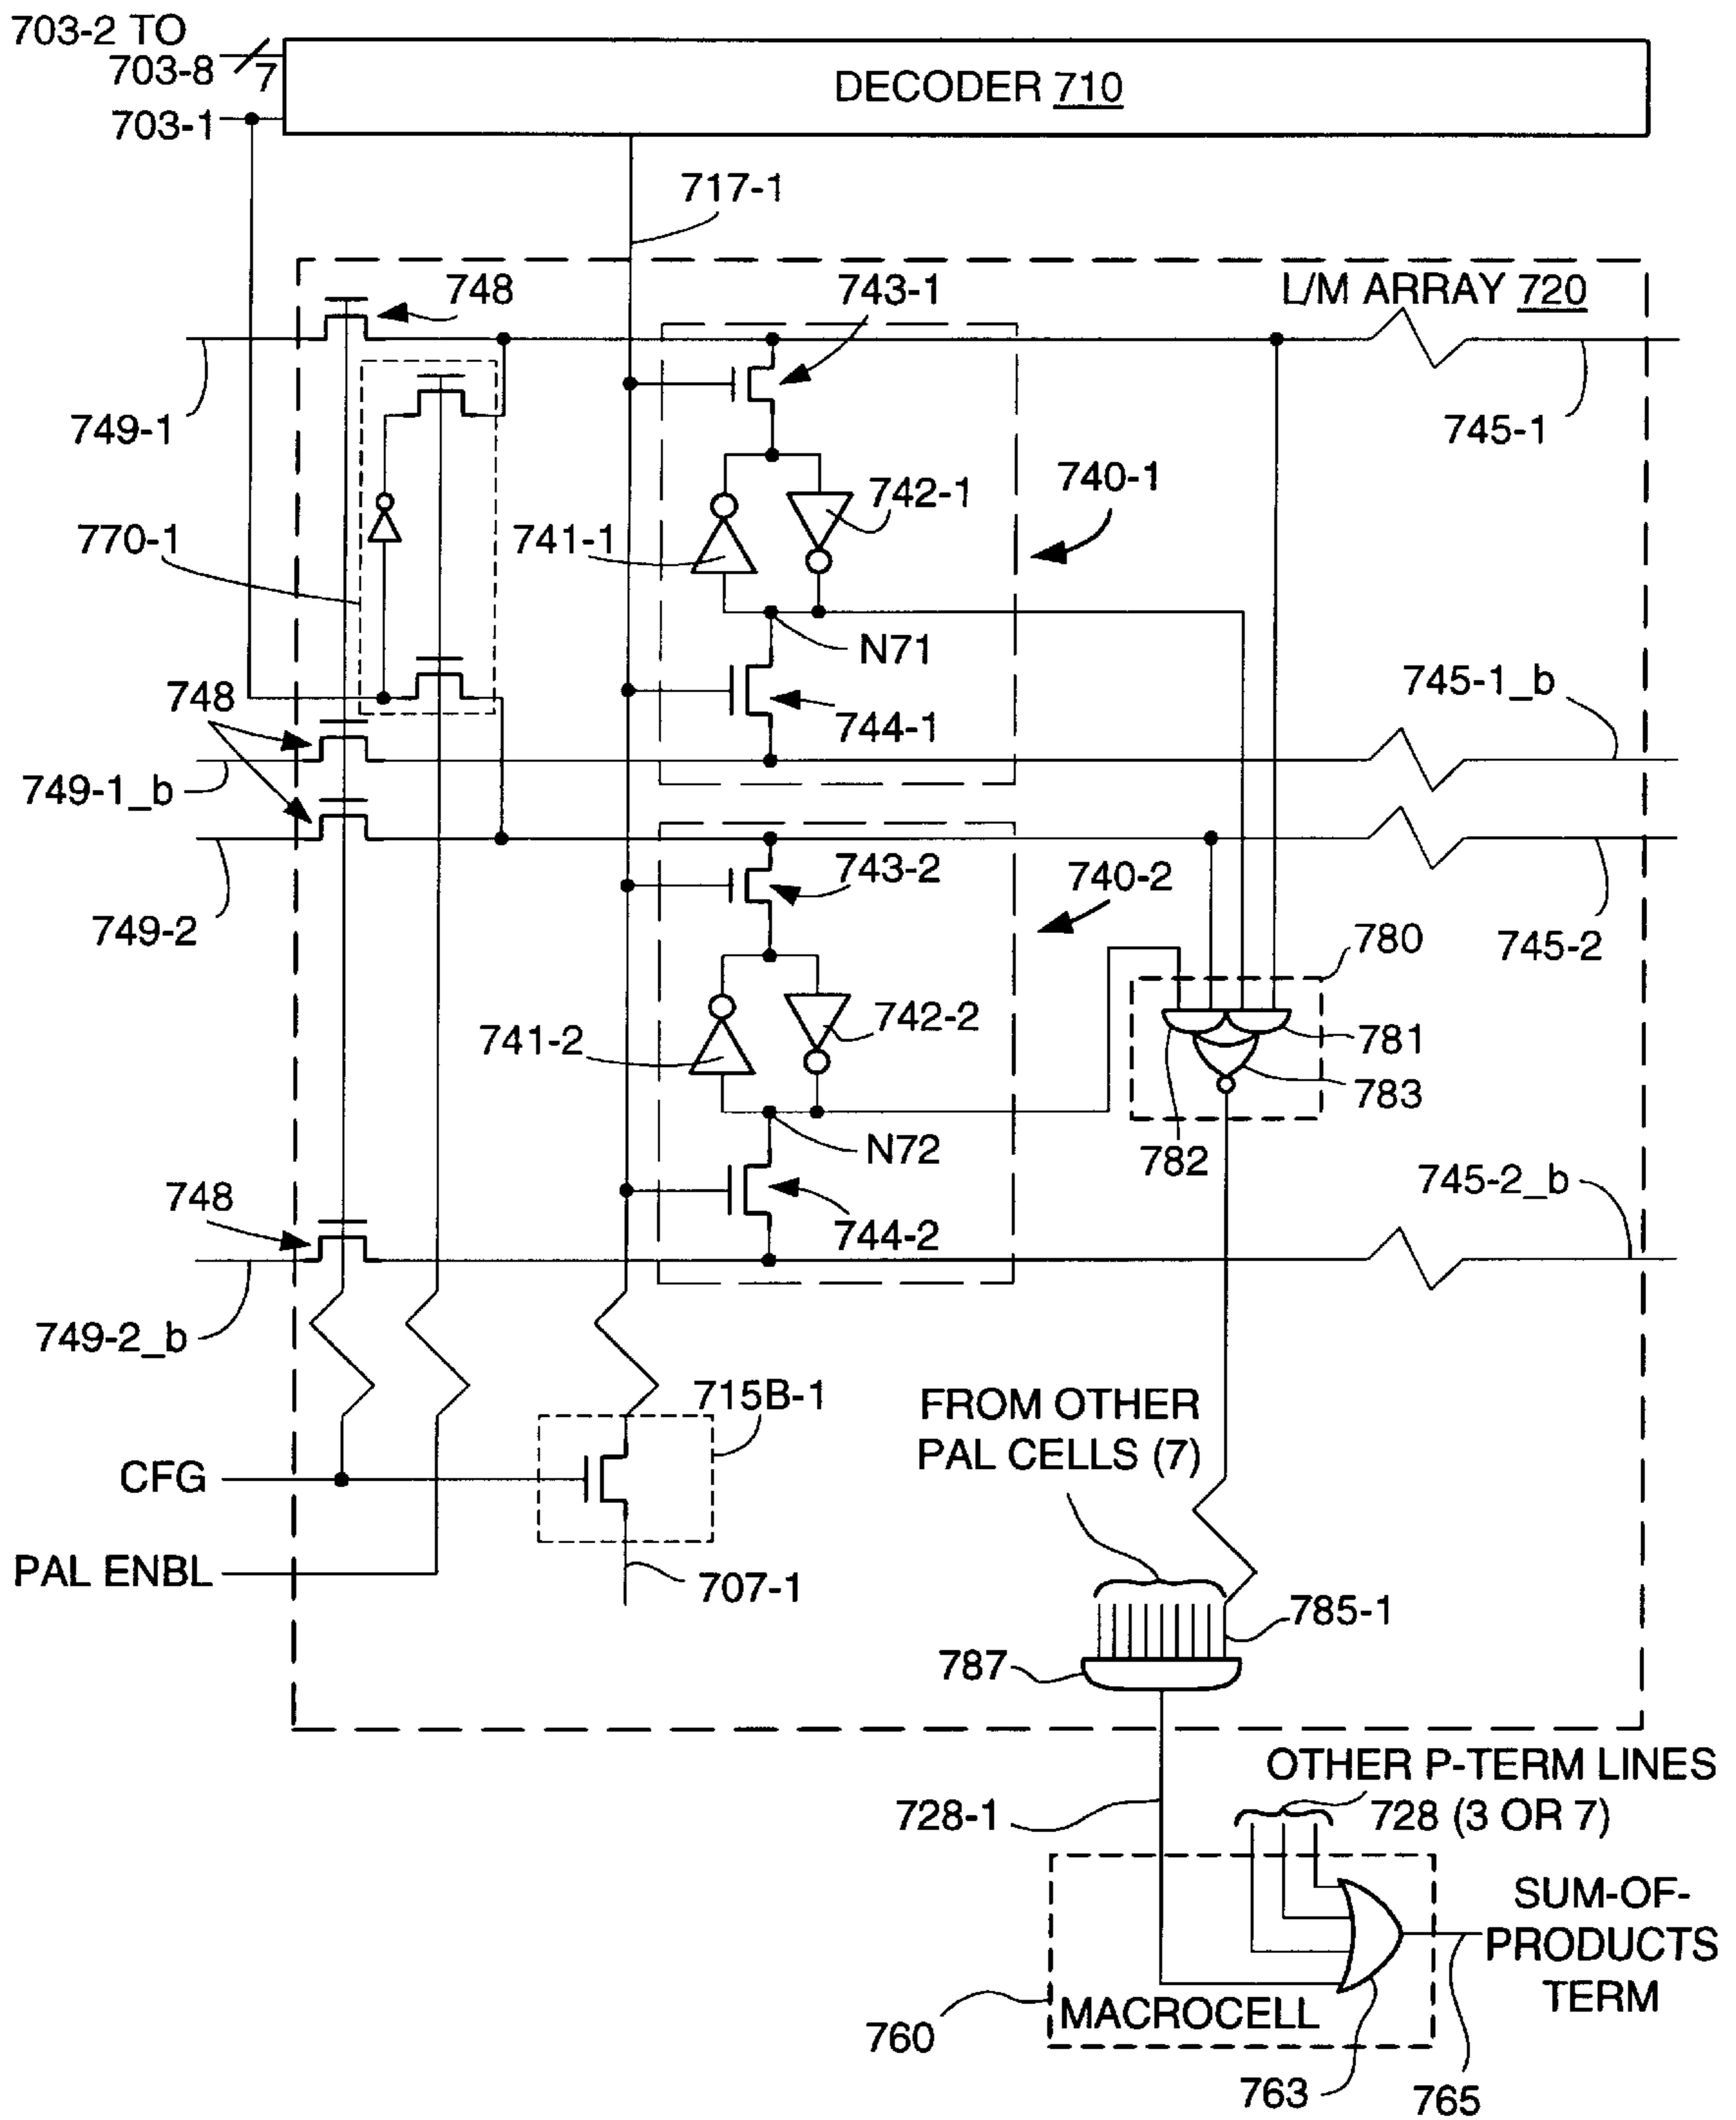 703-2 TO
703-8
7
703-1
DECODER 710
717-1
748
743-1
L/M ARRAY 720
749-1
745-1
740-1
742-1
741-1
770-1
N71
748
744-1
745-1_b
749-1_b
743-2
740-2
749-2
780
745-2
742-2
741-2
781
783
N72
782
748
744-2
745-2_b
749-2_b
715B-1
FROM OTHER
PAL CELLS (7)
CFG
PAL ENBL
707-1
785-1
787
OTHER P-TERM LINES
728 (3 OR 7)
728-1
SUM-OF-
PRODUCTS
TERM
MACROCELL
760
763
765